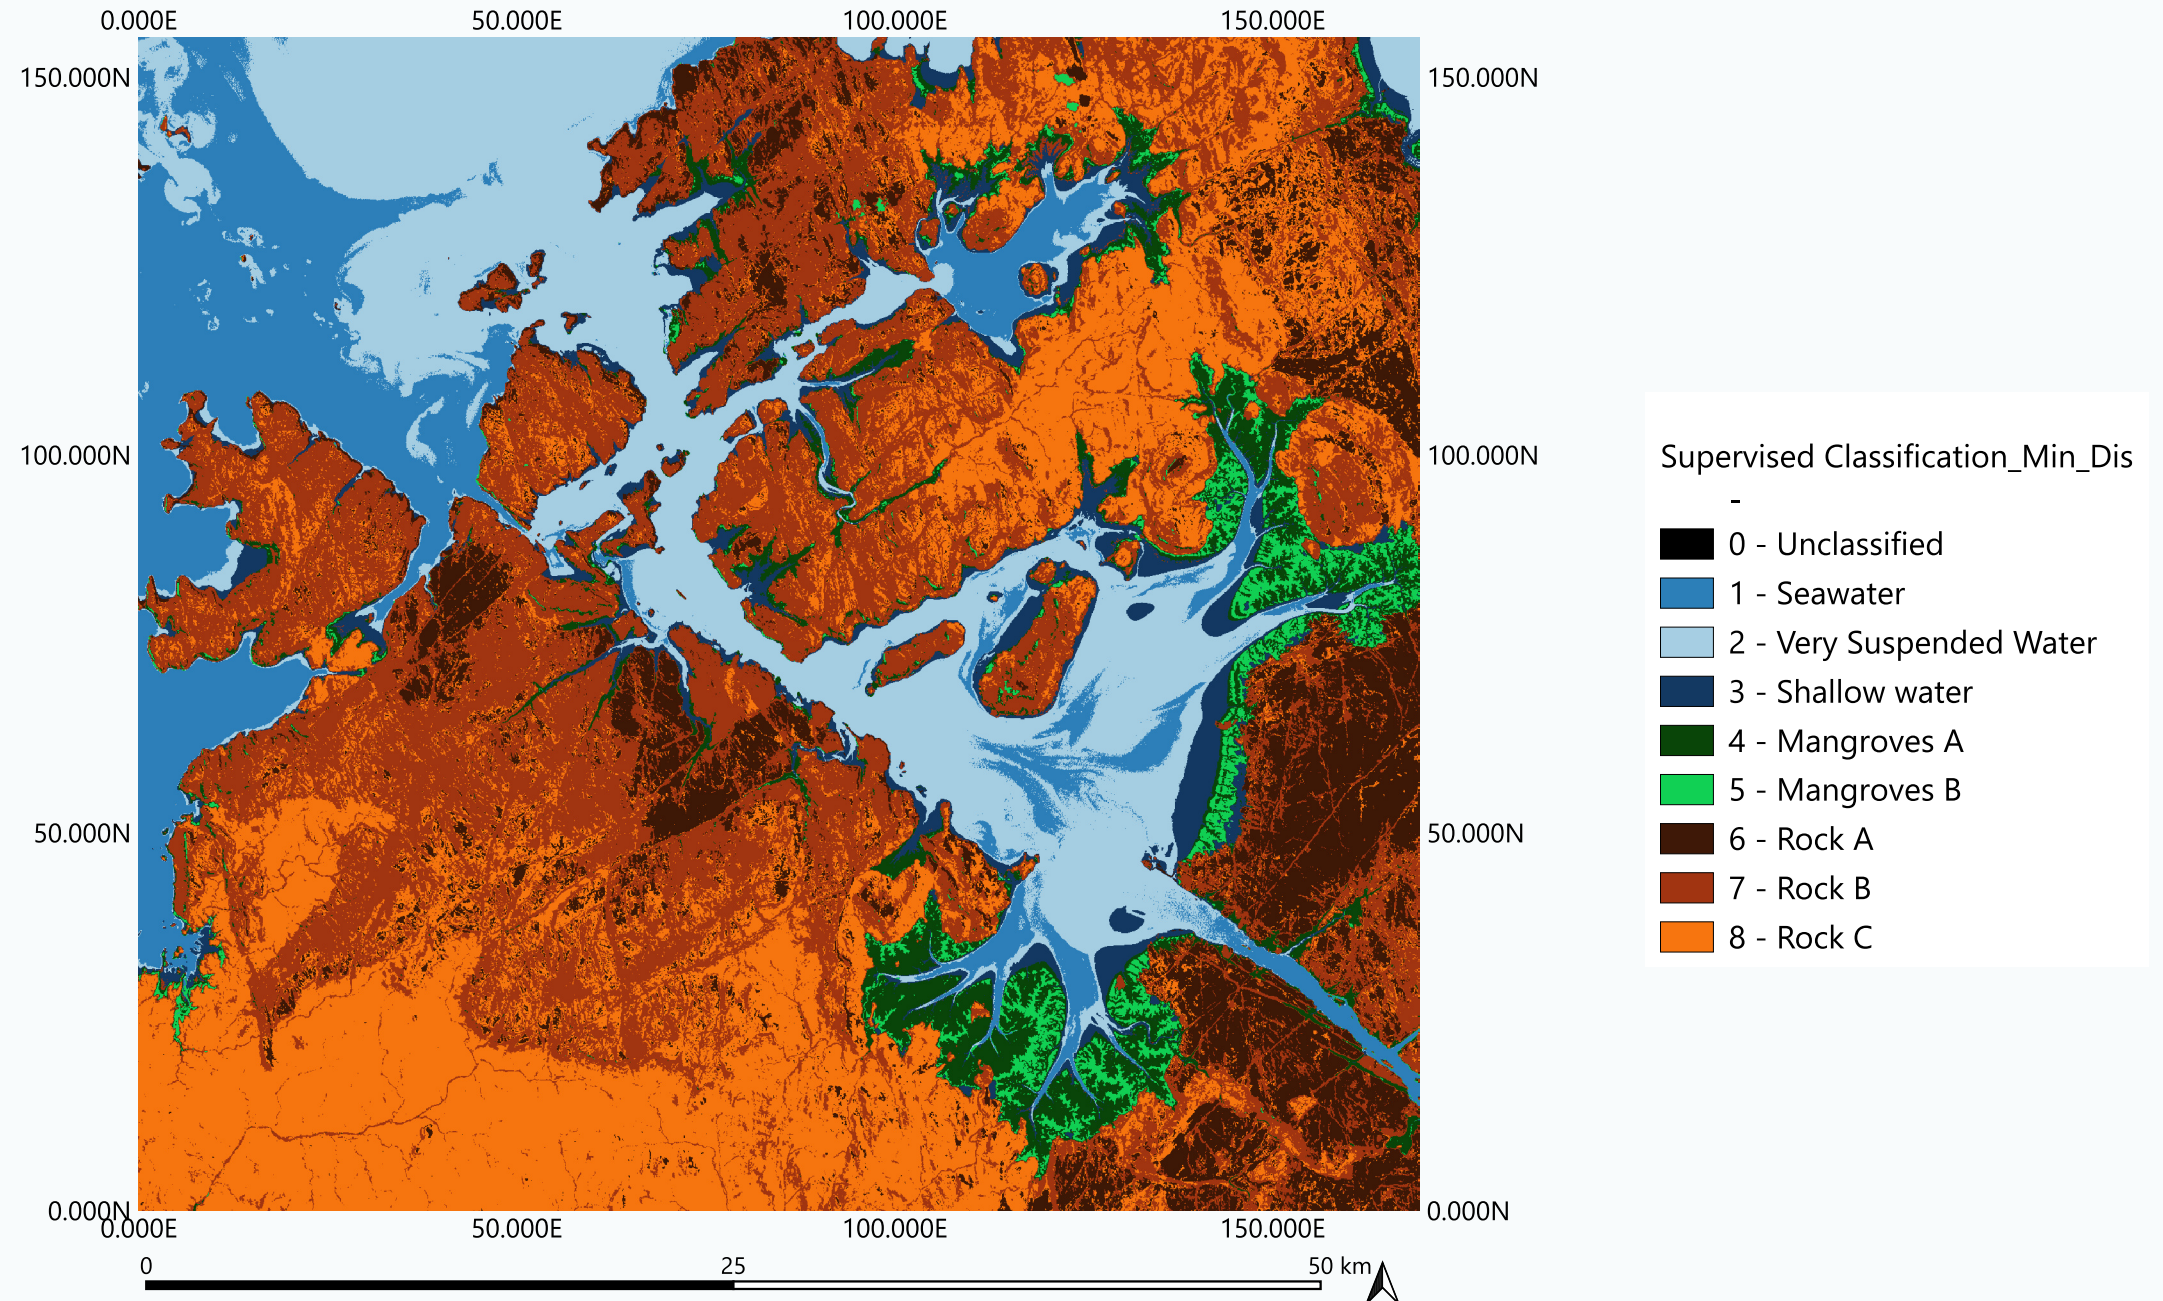 0.000E 50.000E 100.000E 150.000E
150.000N 150.000N
100.000N 100.000N
50.000N 50.000N
0.000N 0.000N
0.000E 50.000E 100.000E 150.000E
0 25 50 km
Supervised Classification_Min_Dis
-
0 - Unclassified
1 - Seawater
2 - Very Suspended Water
3 - Shallow water
4 - Mangroves A
5 - Mangroves B
6 - Rock A
7 - Rock B
8 - Rock C